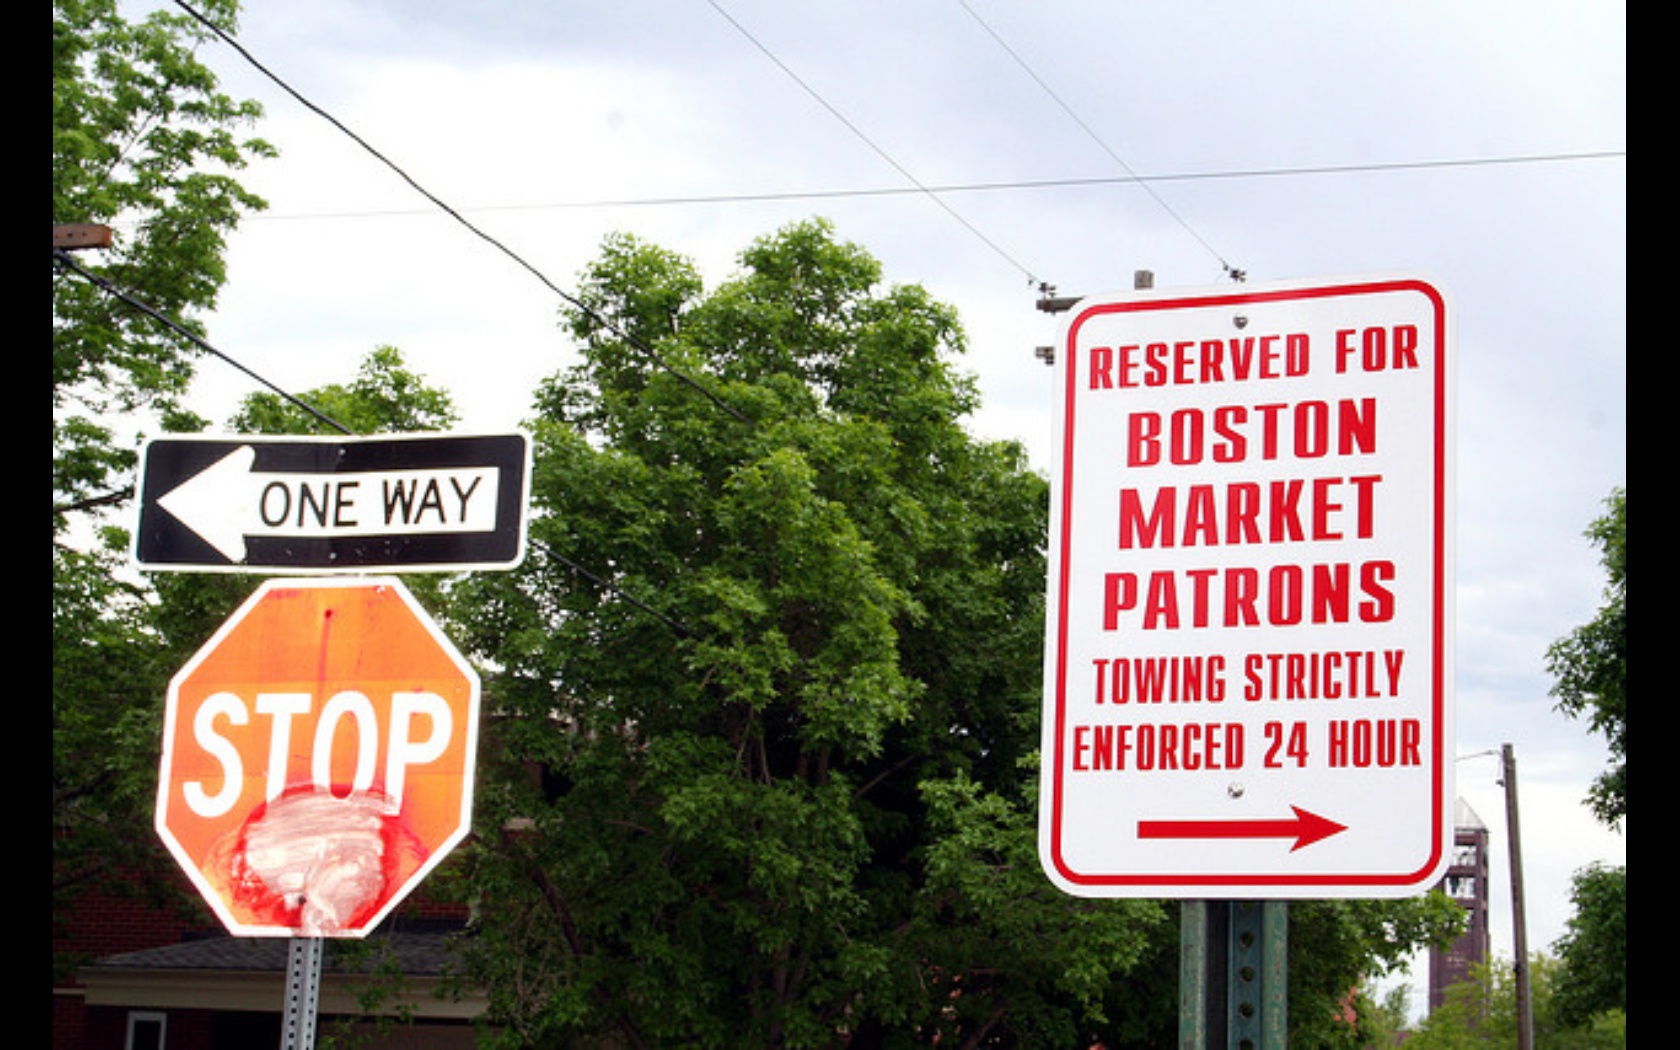 ONE WAY
STOP
RESERVED FOR
BOSTON
MARKET
PATRONS
TOWING STRICTLY
ENFORCED 24 HOUR